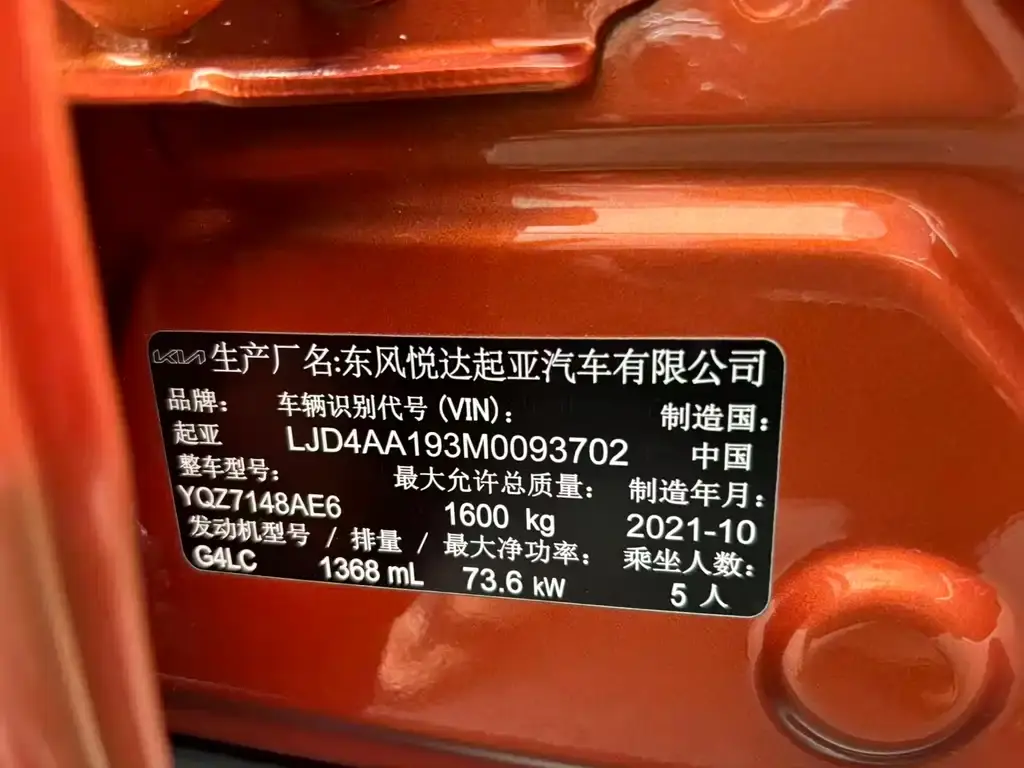 KIA 生产厂名:东风悦达起亚汽车有限公司
品牌: 车辆识别代号(VIN): 制造国:
起亚 LJD4AA193M0093702 中国
整车型号: 最大允许总质量: 制造年月:
YQZ7148AE6 1600 kg 2021-10
发动机型号 / 排量 / 最大净功率: 乘坐人数:
G4LC 1368 mL 73.6 kW 5 人